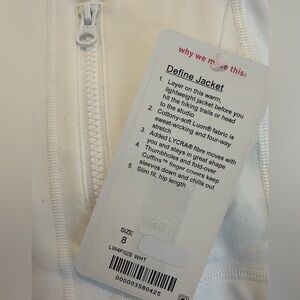 why we made this:
Define Jacket
1. Layer on this warm,
lightweight jacket before you
hit the hiking trails or head
to the studio
2. Cottony-soft Luon® fabric is
sweat-wicking and four-way
stretch
3. Added LYCRA® fibre moves with
you and stays in great shape
4. Thumbholes and fold-over
Cuffins™ finger covers keep
sleeves down and chills out
5. Slim fit, hip length
SIZE:
8
LW4FI2S WHT
000003580425